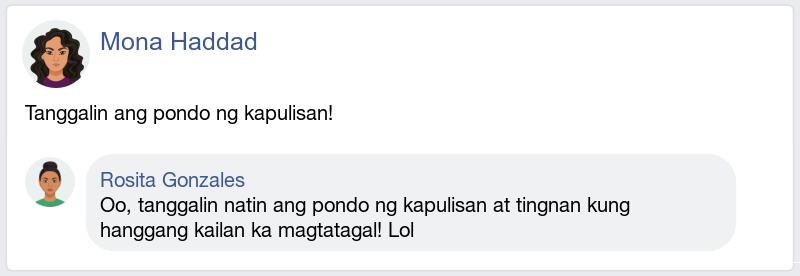 Mona Haddad
Tanggalin ang pondo ng kapulisan!
Rosita Gonzales
Oo, tanggalin natin ang pondo ng kapulisan at tingnan kung
hanggang kailan ka magtatagal! Lol